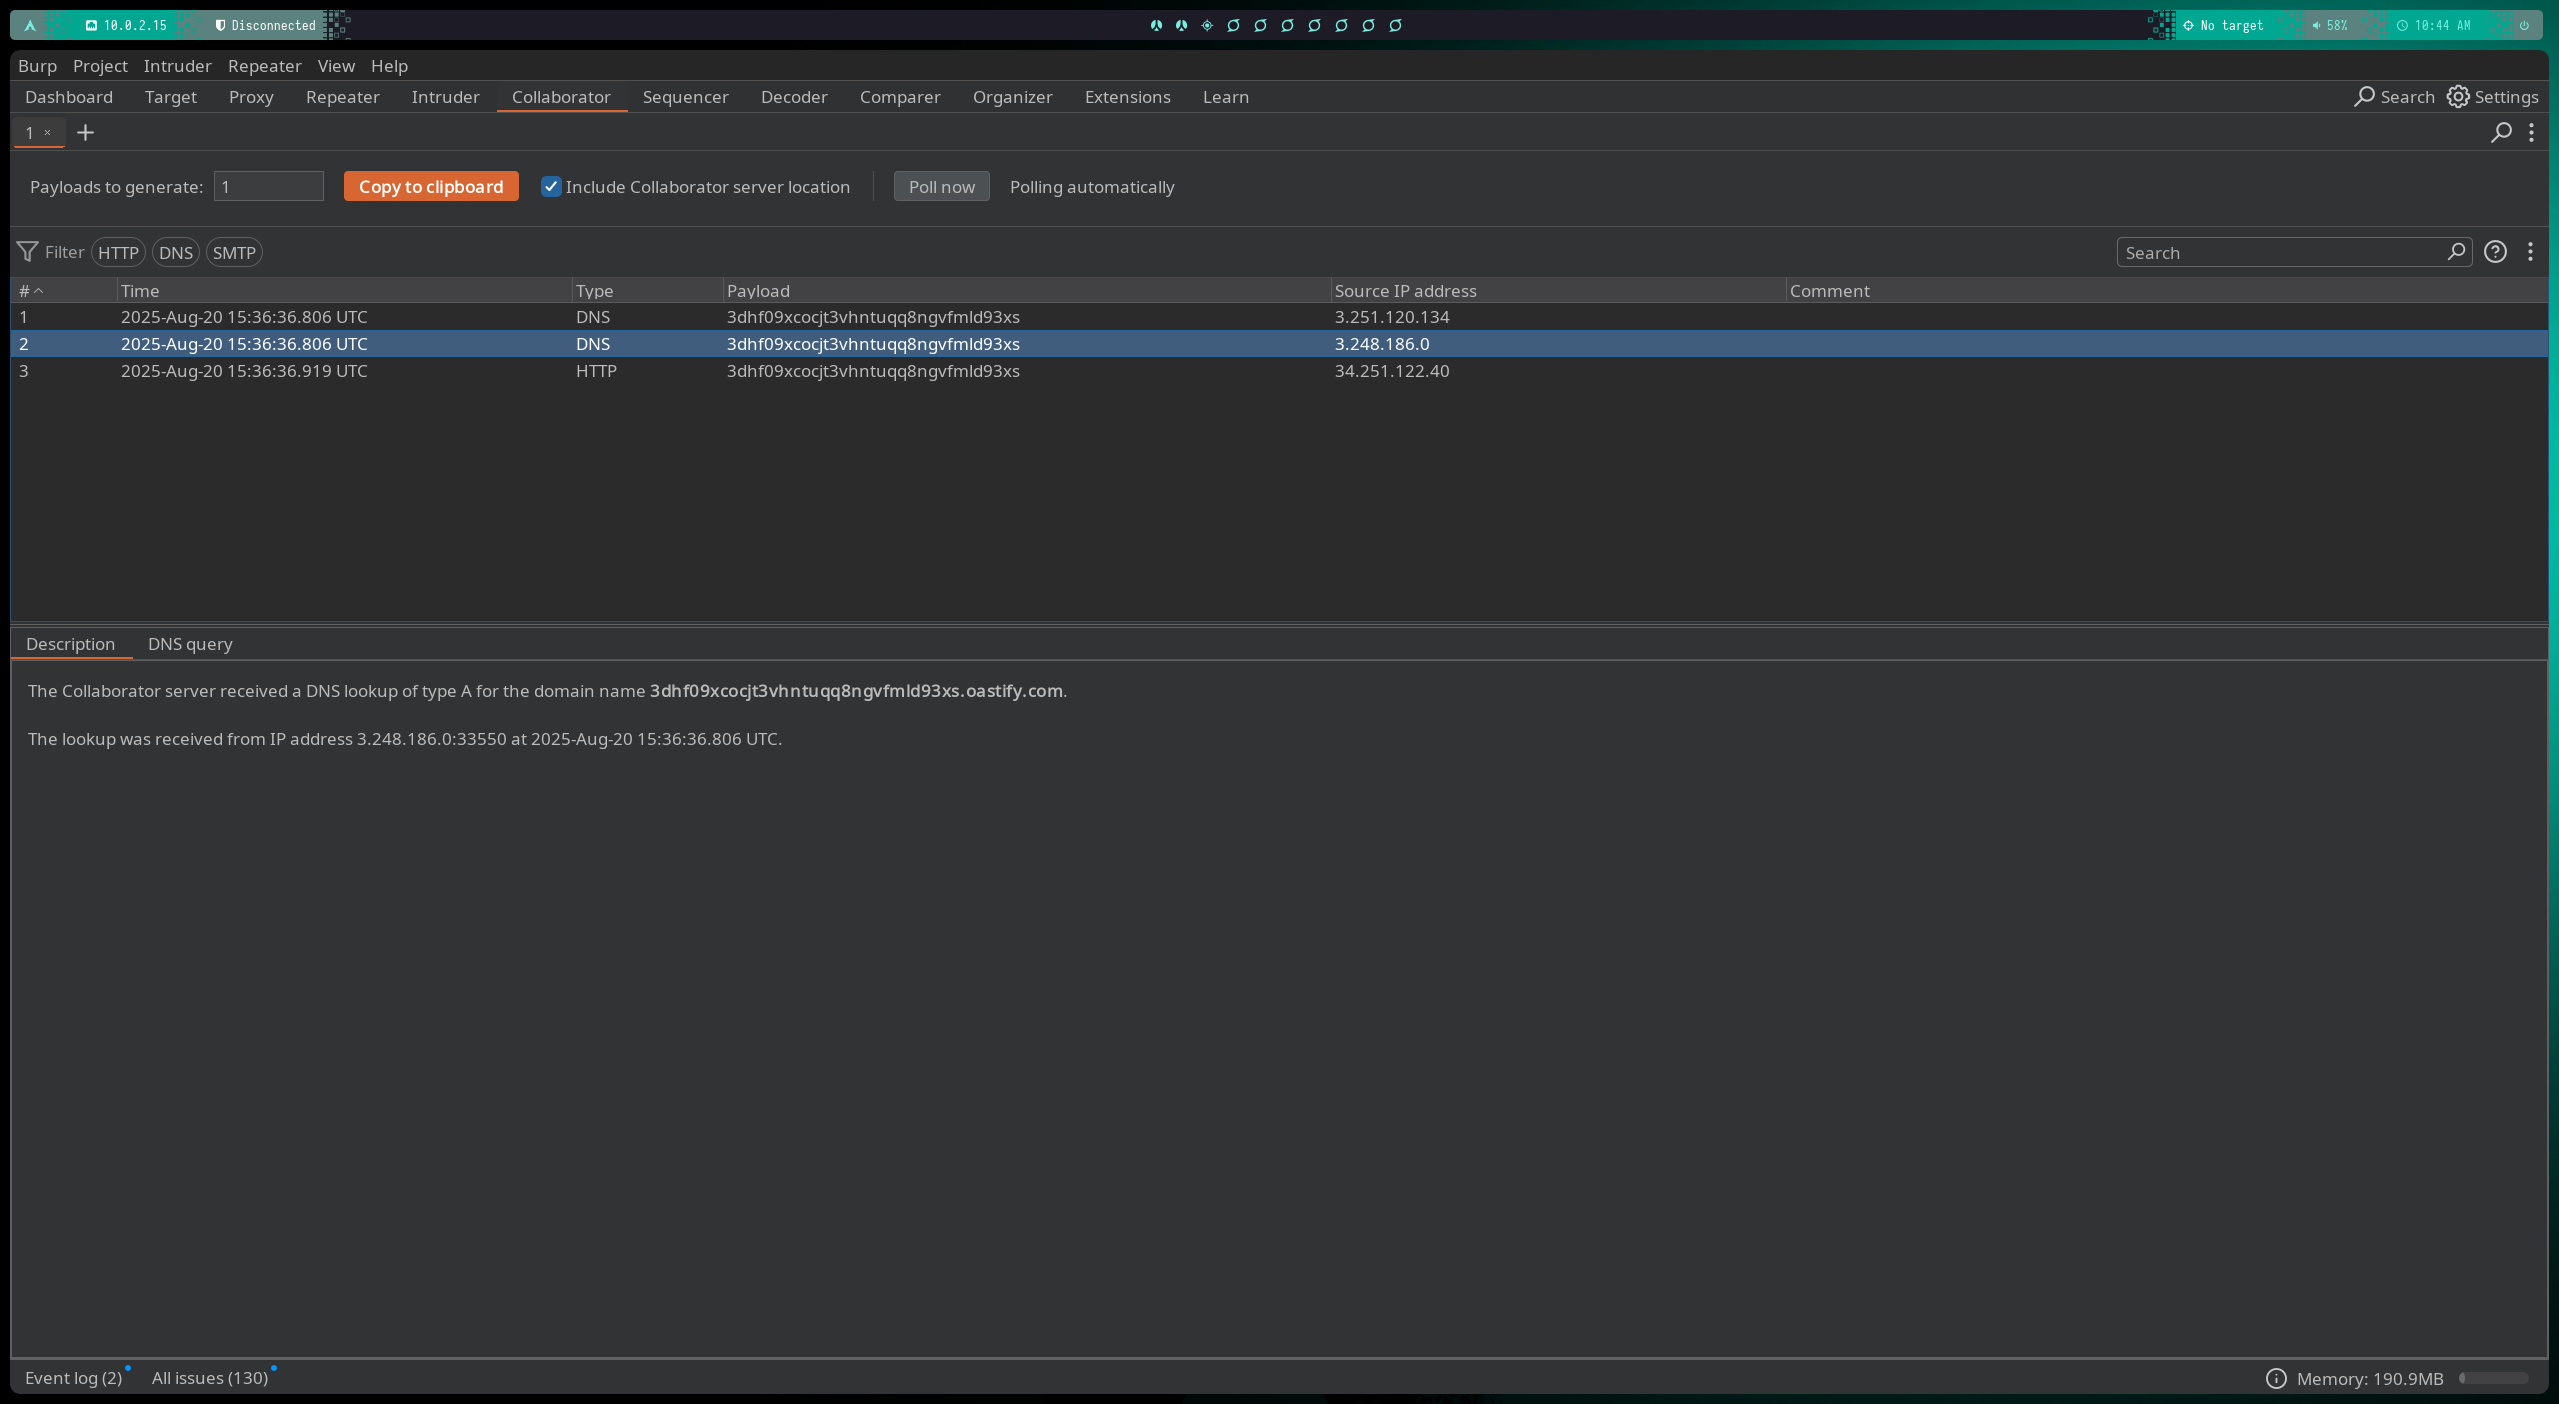 10.0.2.15 Disconnected No target 58% 10:44 AM
Burp Project Intruder Repeater View Help
Dashboard Target Proxy Repeater Intruder Collaborator Sequencer Decoder Comparer Organizer Extensions Learn Search Settings
1 × +
Payloads to generate: 1 Copy to clipboard Include Collaborator server location Poll now Polling automatically
Filter HTTP DNS SMTP Search
# Time Type Payload Source IP address Comment
1 2025-Aug-20 15:36:36.806 UTC DNS 3dhf09xcocjt3vhntuqq8ngvfmld93xs 3.251.120.134
2 2025-Aug-20 15:36:36.806 UTC DNS 3dhf09xcocjt3vhntuqq8ngvfmld93xs 3.248.186.0
3 2025-Aug-20 15:36:36.919 UTC HTTP 3dhf09xcocjt3vhntuqq8ngvfmld93xs 34.251.122.40
Description DNS query
The Collaborator server received a DNS lookup of type A for the domain name 3dhf09xcocjt3vhntuqq8ngvfmld93xs.oastify.com.
The lookup was received from IP address 3.248.186.0:33550 at 2025-Aug-20 15:36:36.806 UTC.
Event log (2) All issues (130) Memory: 190.9MB